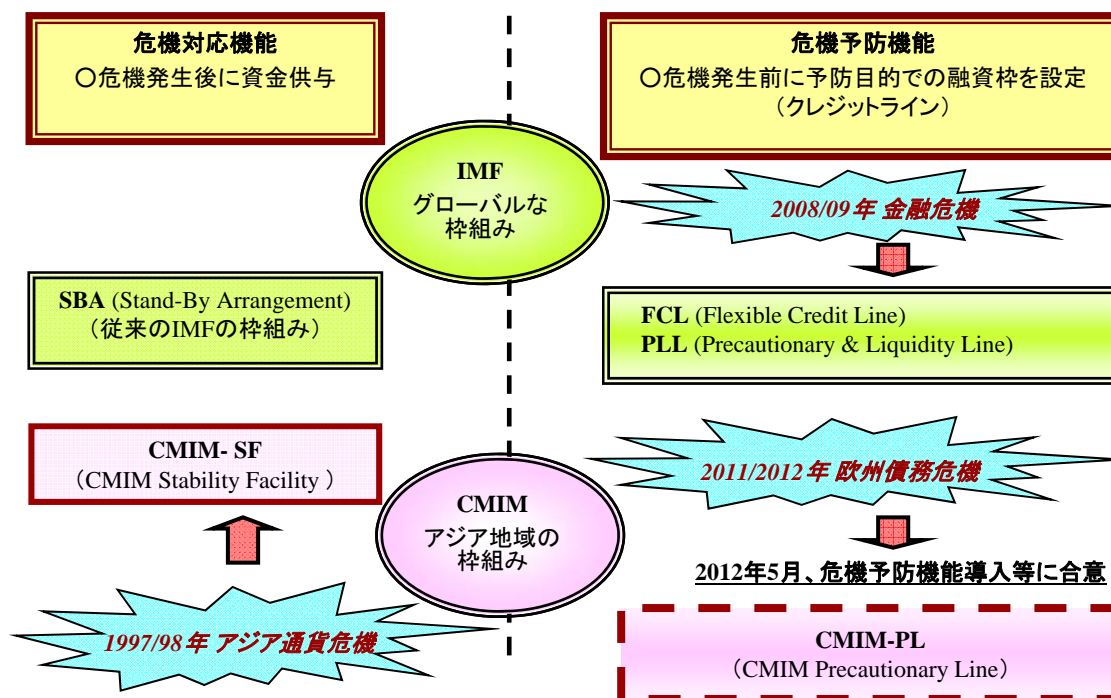 危機対応機能
○危機発生後に資金供与
危機予防機能
○危機発生前に予防目的での融資枠を設定
（クレジットライン）
IMF
グローバルな
枠組み
2008/09年 金融危機
SBA (Stand-By Arrangement)
（従来のIMFの枠組み）
FCL (Flexible Credit Line)
PLL (Precautionary & Liquidity Line)
CMIM- SF
（CMIM Stability Facility ）
2011/2012年 欧州債務危機
CMIM
アジア地域の
枠組み
2012年5月、危機予防機能導入等に合意
1997/98年 アジア通貨危機
CMIM-PL
（CMIM Precautionary Line）